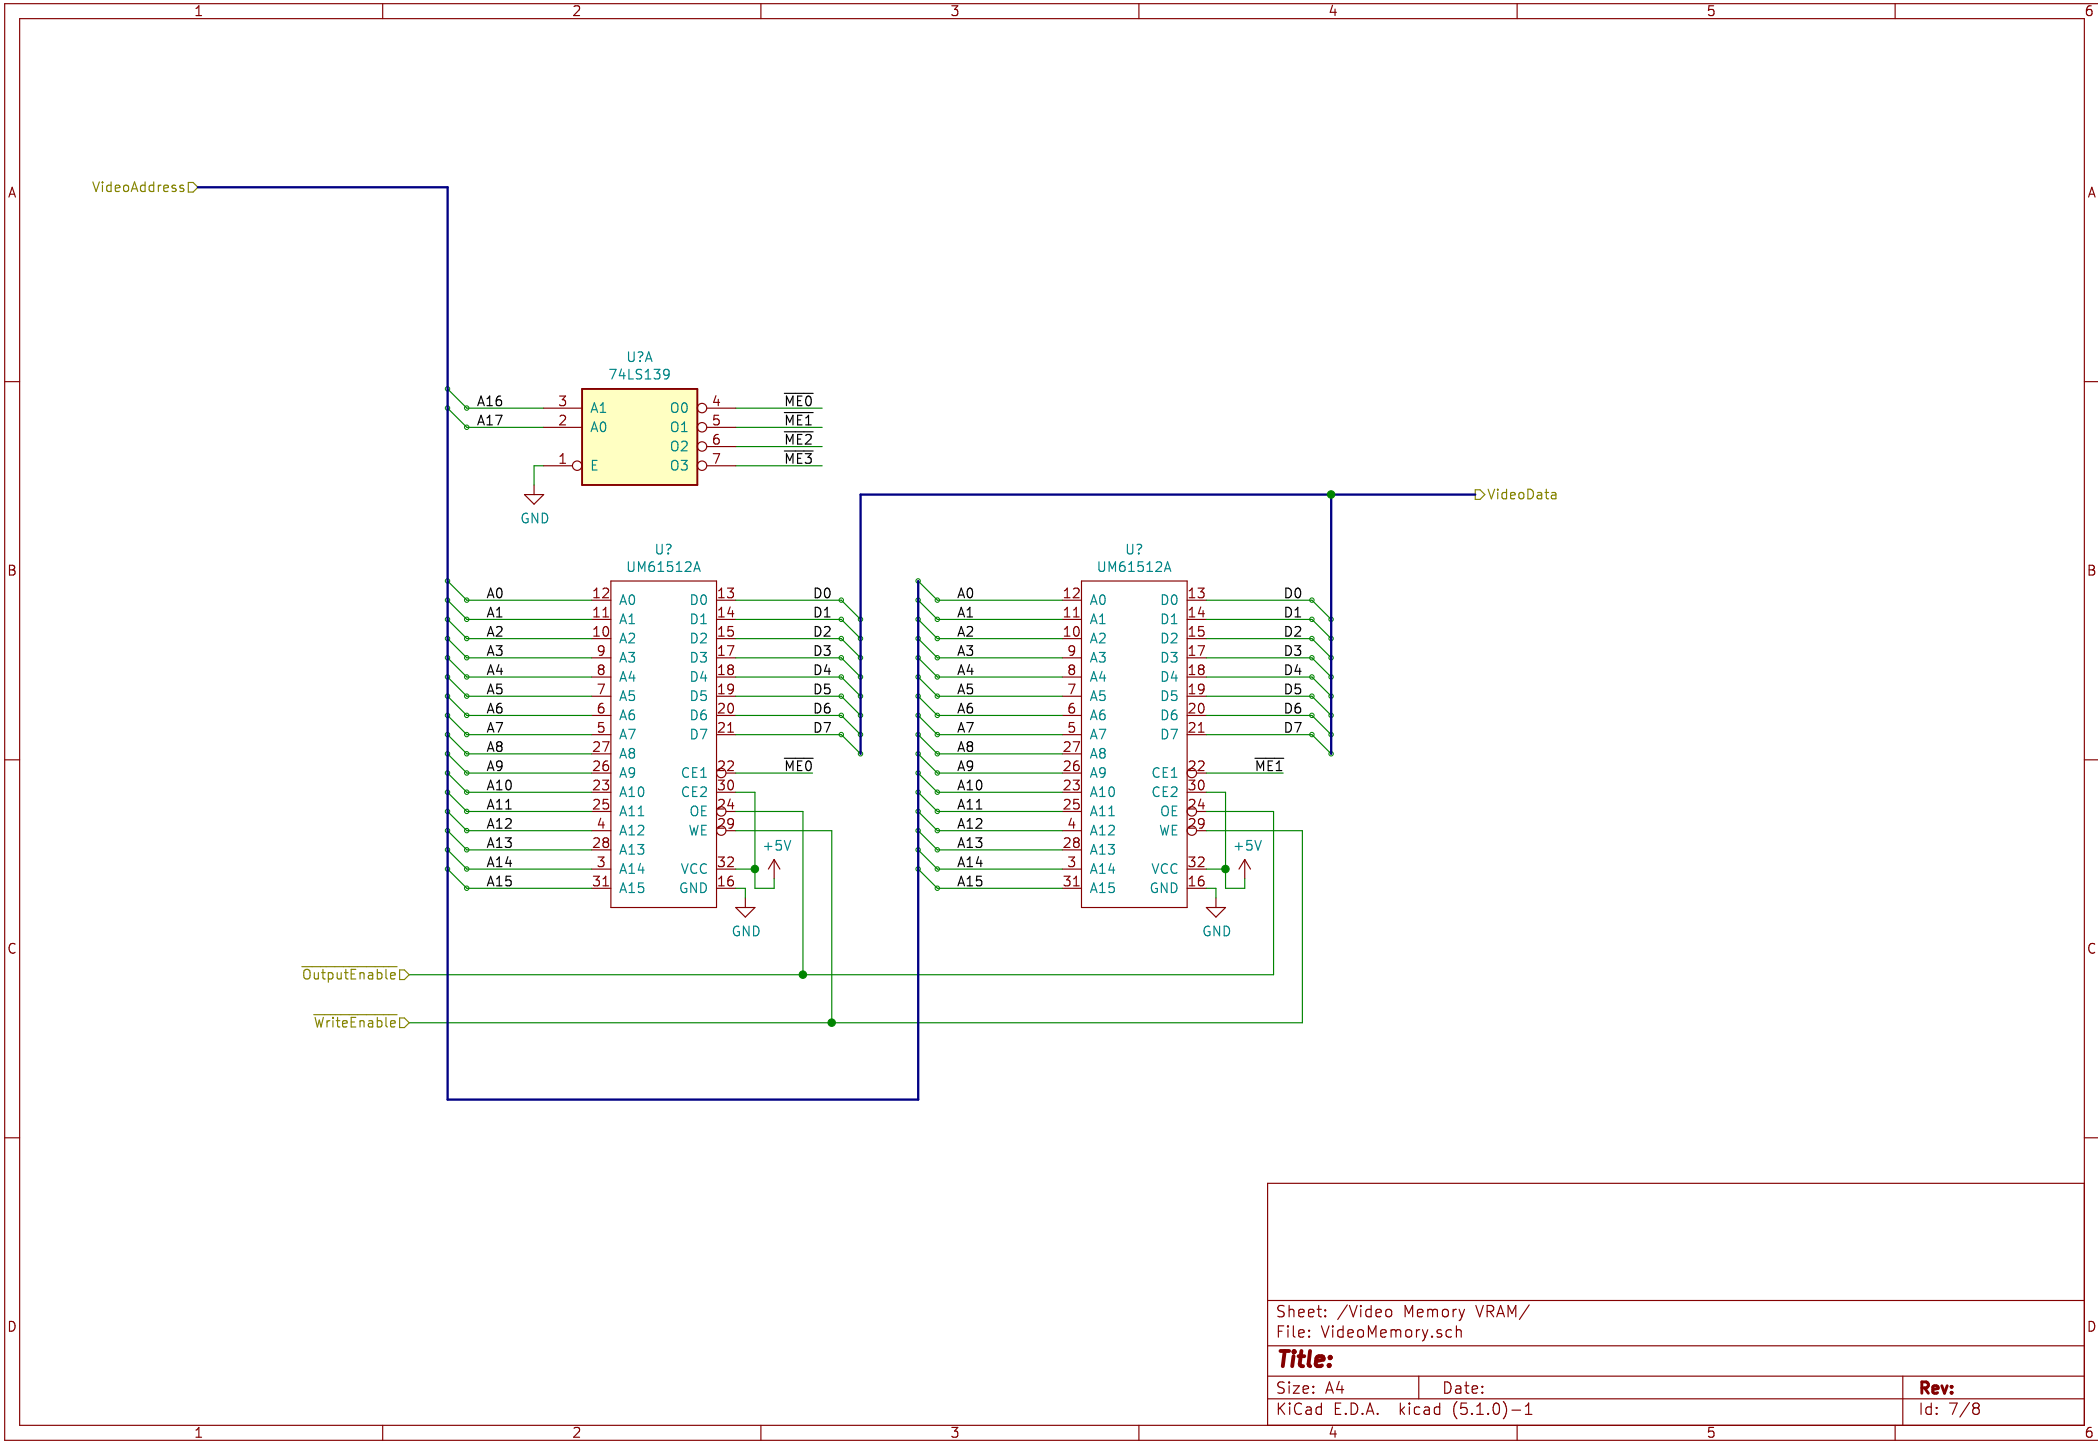 1 2 3 4 5 6
A A
VideoAddress
U?A
74LS139
A16 3 A1 O0 4 ME0
A17 2 A0 O1 5 ME1
O2 6 ME2
1 E O3 7 ME3
GND
VideoData
B B
U? U?
UM61512A UM61512A
A0 12 A0 D0 13 D0 A0 12 A0 D0 13 D0
A1 11 A1 D1 14 D1 A1 11 A1 D1 14 D1
A2 10 A2 D2 15 D2 A2 10 A2 D2 15 D2
A3 9 A3 D3 17 D3 A3 9 A3 D3 17 D3
A4 8 A4 D4 18 D4 A4 8 A4 D4 18 D4
A5 7 A5 D5 19 D5 A5 7 A5 D5 19 D5
A6 6 A6 D6 20 D6 A6 6 A6 D6 20 D6
A7 5 A7 D7 21 D7 A7 5 A7 D7 21 D7
A8 27 A8 A8 27 A8
A9 26 A9 CE1 22 ME0 A9 26 A9 CE1 22 ME1
A10 23 A10 CE2 30 A10 23 A10 CE2 30
A11 25 A11 OE 24 A11 25 A11 OE 24
A12 4 A12 WE 29 A12 4 A12 WE 29
A13 28 A13 +5V A13 28 A13 +5V
A14 3 A14 VCC 32 A14 3 A14 VCC 32
A15 31 A15 GND 16 A15 31 A15 GND 16
GND GND
C C
OutputEnable
WriteEnable
Sheet: /Video Memory VRAM/
File: VideoMemory.sch
D D
Title:
Size: A4 Date: Rev:
KiCad E.D.A. kicad (5.1.0)-1 Id: 7/8
1 2 3 4 5 6